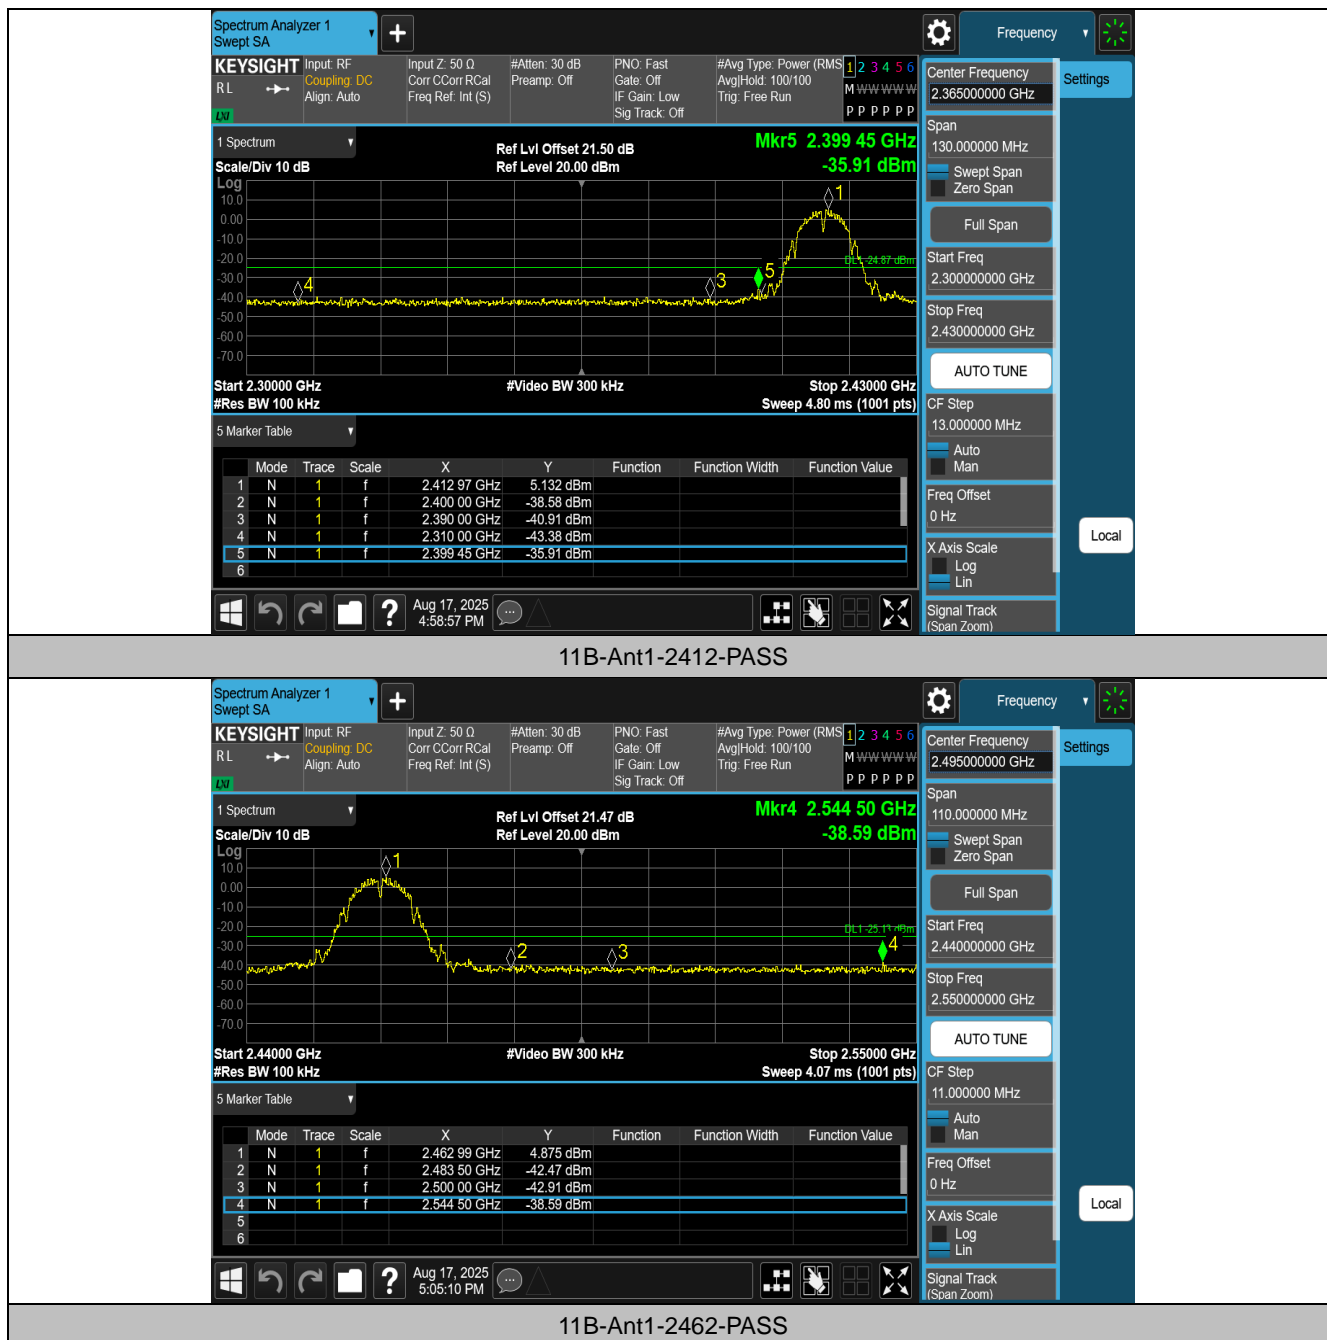 Spectrum Analyzer 1
Swept SA
Frequency
KEYSIGHT
RL
LXI
Input: RF
Coupling: DC
Align: Auto
Input Z: 50 Ω
Corr CCorr RCal
Freq Ref: Int (S)
#Atten: 30 dB
Preamp: Off
PNO: Fast
Gate: Off
IF Gain: Low
Sig Track: Off
#Avg Type: Power (RMS
Avg|Hold: 100/100
Trig: Free Run
1 2 3 4 5 6
M W W W W W
P P P P P P
1 Spectrum
Scale/Div 10 dB
Ref Lvl Offset 21.50 dB
Ref Level 20.00 dBm
Mkr5 2.399 45 GHz
-35.91 dBm
Log
10.0
0.00
-10.0
-20.0
-30.0
-40.0
-50.0
-60.0
-70.0
1
3
4
5
DL1 -24.87 dBm
Start 2.30000 GHz
#Video BW 300 kHz
Stop 2.43000 GHz
#Res BW 100 kHz
Sweep 4.80 ms (1001 pts)
5 Marker Table
Mode Trace Scale X Y Function Function Width Function Value
1 N 1 f 2.412 97 GHz 5.132 dBm
2 N 1 f 2.400 00 GHz -38.58 dBm
3 N 1 f 2.390 00 GHz -40.91 dBm
4 N 1 f 2.310 00 GHz -43.38 dBm
5 N 1 f 2.399 45 GHz -35.91 dBm
6
Aug 17, 2025
4:58:57 PM
Center Frequency
2.365000000 GHz
Settings
Span
130.000000 MHz
Swept Span
Zero Span
Full Span
Start Freq
2.300000000 GHz
Stop Freq
2.430000000 GHz
AUTO TUNE
CF Step
13.000000 MHz
Auto
Man
Freq Offset
0 Hz
X Axis Scale
Log
Lin
Local
Signal Track
(Span Zoom)
11B-Ant1-2412-PASS
Spectrum Analyzer 1
Swept SA
Frequency
KEYSIGHT
RL
LXI
Input: RF
Coupling: DC
Align: Auto
Input Z: 50 Ω
Corr CCorr RCal
Freq Ref: Int (S)
#Atten: 30 dB
Preamp: Off
PNO: Fast
Gate: Off
IF Gain: Low
Sig Track: Off
#Avg Type: Power (RMS
Avg|Hold: 100/100
Trig: Free Run
1 2 3 4 5 6
M W W W W W
P P P P P P
1 Spectrum
Scale/Div 10 dB
Ref Lvl Offset 21.47 dB
Ref Level 20.00 dBm
Mkr4 2.544 50 GHz
-38.59 dBm
Log
10.0
0.00
-10.0
-20.0
-30.0
-40.0
-50.0
-60.0
-70.0
1
2
3
4
DL1 -25.13 dBm
Start 2.44000 GHz
#Video BW 300 kHz
Stop 2.55000 GHz
#Res BW 100 kHz
Sweep 4.07 ms (1001 pts)
5 Marker Table
Mode Trace Scale X Y Function Function Width Function Value
1 N 1 f 2.462 99 GHz 4.875 dBm
2 N 1 f 2.483 50 GHz -42.47 dBm
3 N 1 f 2.500 00 GHz -42.91 dBm
4 N 1 f 2.544 50 GHz -38.59 dBm
5
6
Aug 17, 2025
5:05:10 PM
Center Frequency
2.495000000 GHz
Settings
Span
110.000000 MHz
Swept Span
Zero Span
Full Span
Start Freq
2.440000000 GHz
Stop Freq
2.550000000 GHz
AUTO TUNE
CF Step
11.000000 MHz
Auto
Man
Freq Offset
0 Hz
X Axis Scale
Log
Lin
Local
Signal Track
(Span Zoom)
11B-Ant1-2462-PASS